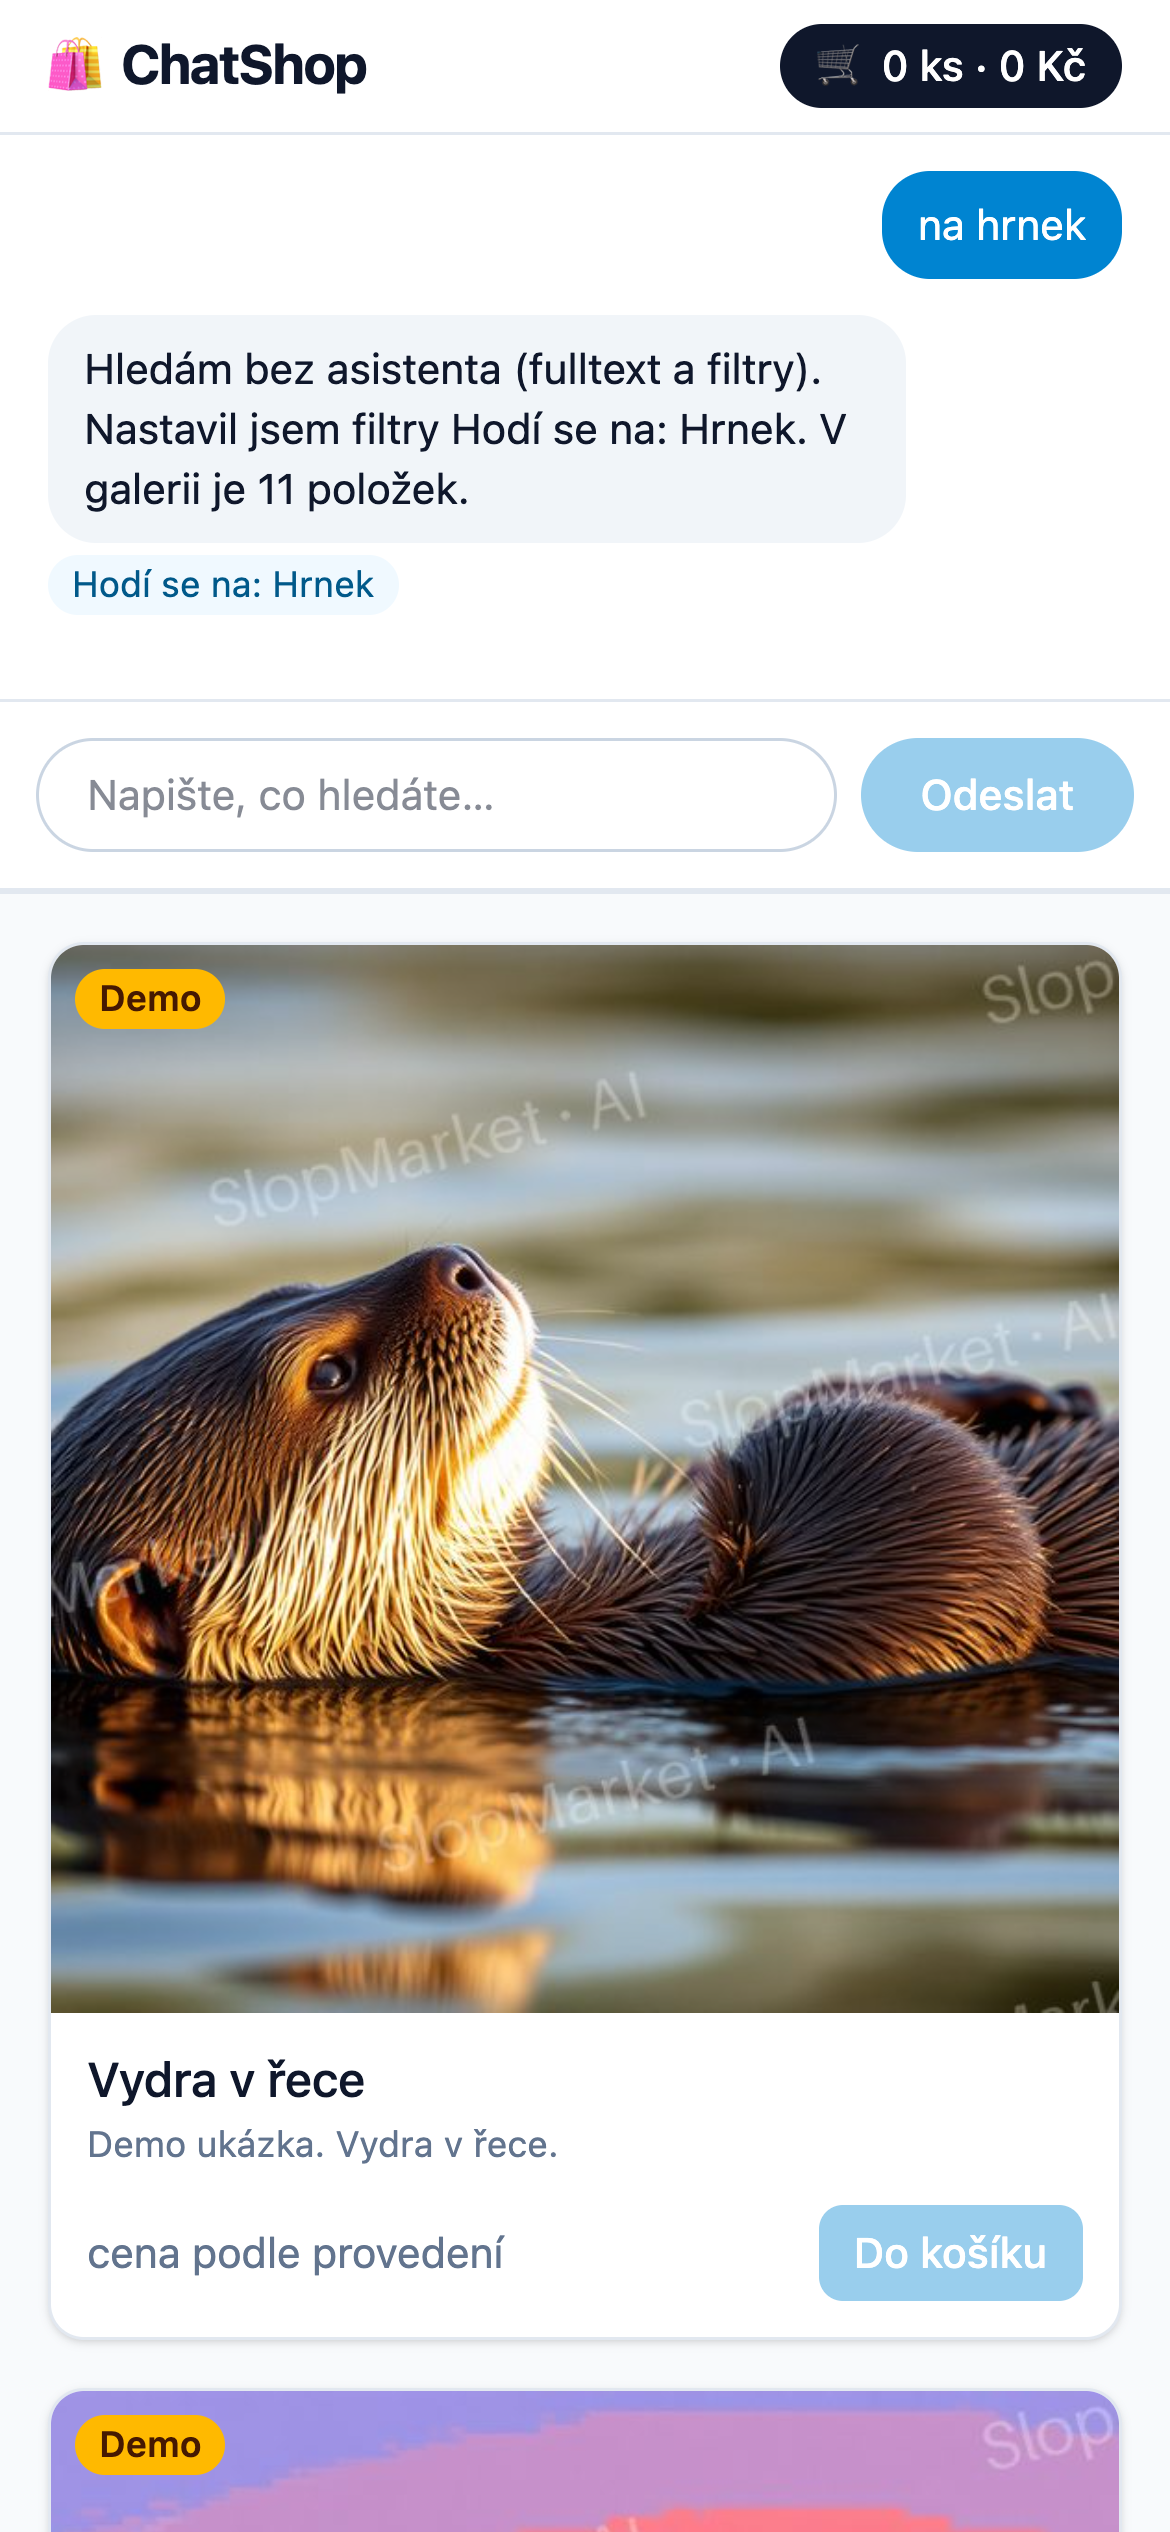 ChatShop
0 ks · 0 Kč
na hrnek
Hledám bez asistenta (fulltext a filtry).
Nastavil jsem filtry Hodí se na: Hrnek. V
galerii je 11 položek.
Hodí se na: Hrnek
Napište, co hledáte...
Odeslat
Demo
Slop
SlopMarket · AI
SlopMarket · AI
Market
SlopMarket · AI
Mark
Vydra v řece
Demo ukázka. Vydra v řece.
cena podle provedení
Do košíku
Demo
Slop